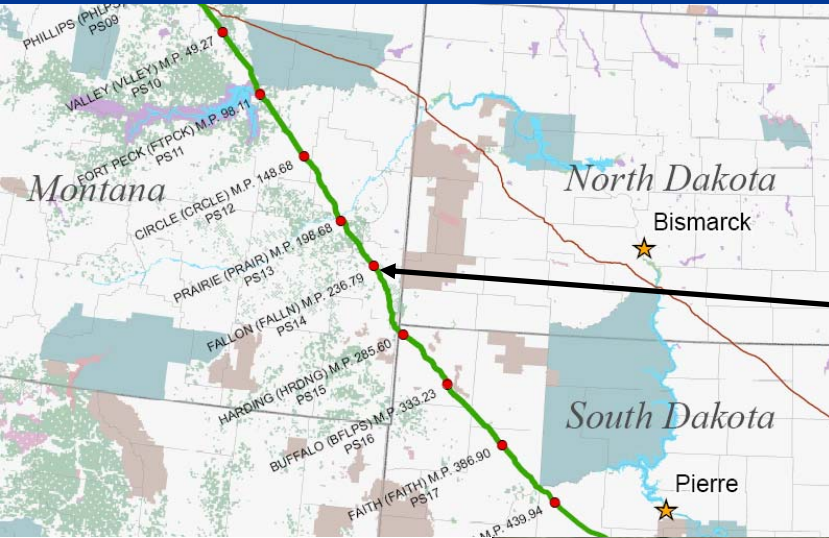 PHILLIPS (PHLPS)
PS09
VALLEY (VLLEY) M.P. 49.27
PS10
FORT PECK (FTPCK) M.P. 98.11
PS11
Montana
CIRCLE (CRCLE) M.P. 148.68
PS12
North Dakota
Bismarck
PRAIRIE (PRAIR) M.P. 198.68
PS13
FALLON (FALLN) M.P. 236.79
PS14
HARDING (HRDNG) M.P. 285.60
PS15
South Dakota
BUFFALO (BFLPS) M.P. 333.23
PS16
FAITH (FAITH) M.P. 386.90
PS17
Pierre
M.P. 439.94